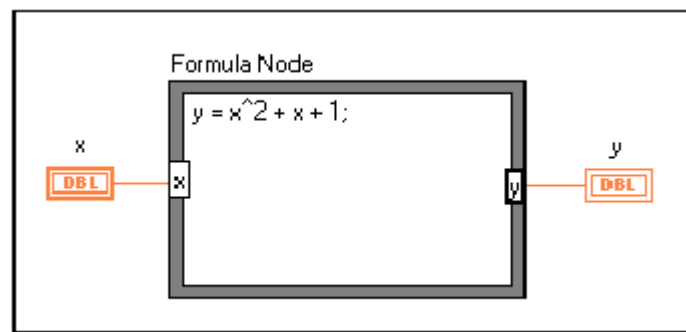 Formula Node
y = x^2 + x + 1;
x
DBL
x
y
y
DBL